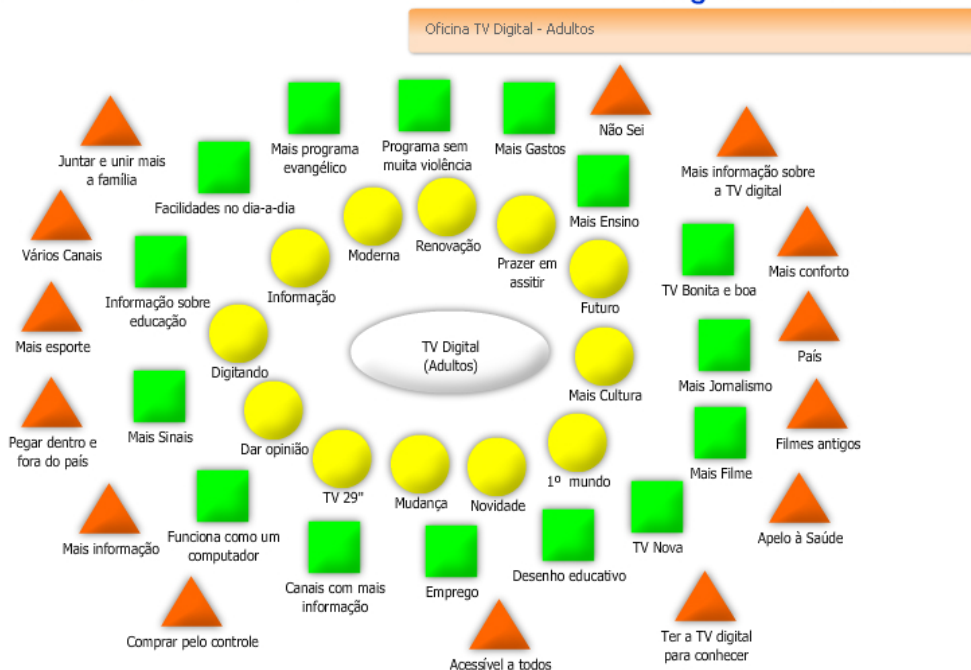 Oficina TV Digital - Adultos
Não Sei
Mais programa
evangélico
Programa sem
muita violência
Mais Gastos
Juntar e unir mais
a família
Mais informação sobre
a TV digital
Facilidades no dia-a-dia
Mais Ensino
Vários Canais
Moderna
Renovação
Prazer em
assitir
Mais conforto
Informação
TV Bonita e boa
Informação sobre
educação
Futuro
Mais esporte
TV Digital
(Adultos)
País
Digitando
Mais Cultura
Mais Jornalismo
Pegar dentro e
fora do país
Mais Sinais
Dar opinião
Filmes antigos
Mais Filme
TV 29"
Mudança
Novidade
1º mundo
Mais informação
Funciona como um
computador
TV Nova
Apelo à Saúde
Canais com mais
informação
Emprego
Desenho educativo
Comprar pelo controle
Acessível a todos
Ter a TV digital
para conhecer